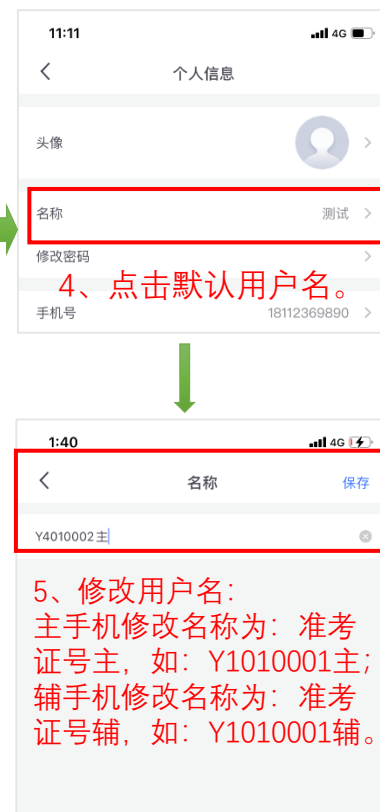 11:11 4G
个人信息
头像
名称 测试
修改密码
4、点击默认用户名。
手机号 18112369890
1:40 4G
名称 保存
Y4010002主
5、修改用户名：
主手机修改名称为：准考
证号主，如：Y1010001主；
辅手机修改名称为：准考
证号辅，如：Y1010001辅。